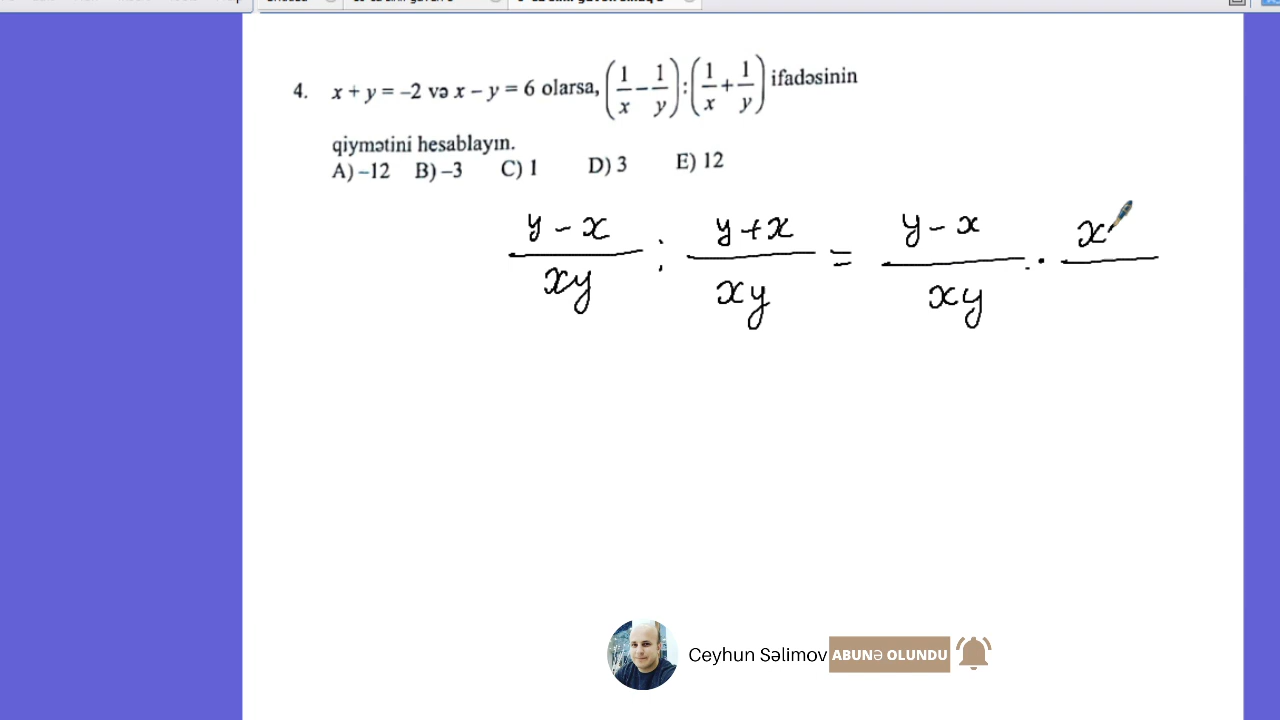 4. x + y = –2 və x – y = 6 olarsa, (1/x − 1/y) : (1/x + 1/y) ifadəsinin
qiymətini hesablayın.
A) –12 B) –3 C) 1 D) 3 E) 12
(y − x)/(xy) : (y + x)/(xy) = (y − x)/(xy) · x
Ceyhun Səlimov ABUNƏ OLUNDU